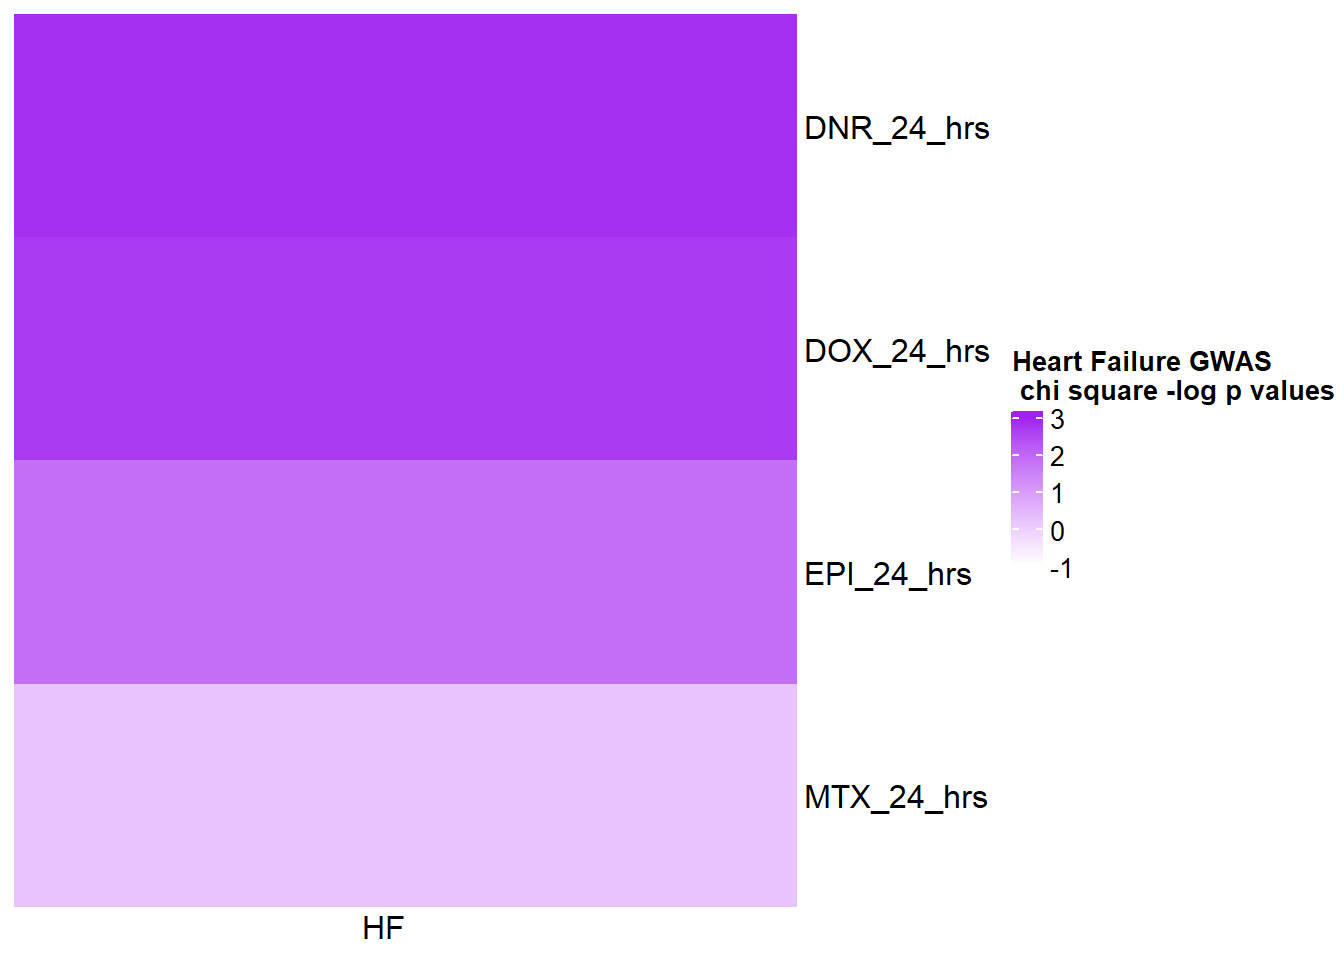 DNR_24_hrs
DOX_24_hrs
EPI_24_hrs
MTX_24_hrs
HF
Heart Failure GWAS
chi square -log p values
3
2
1
0
-1